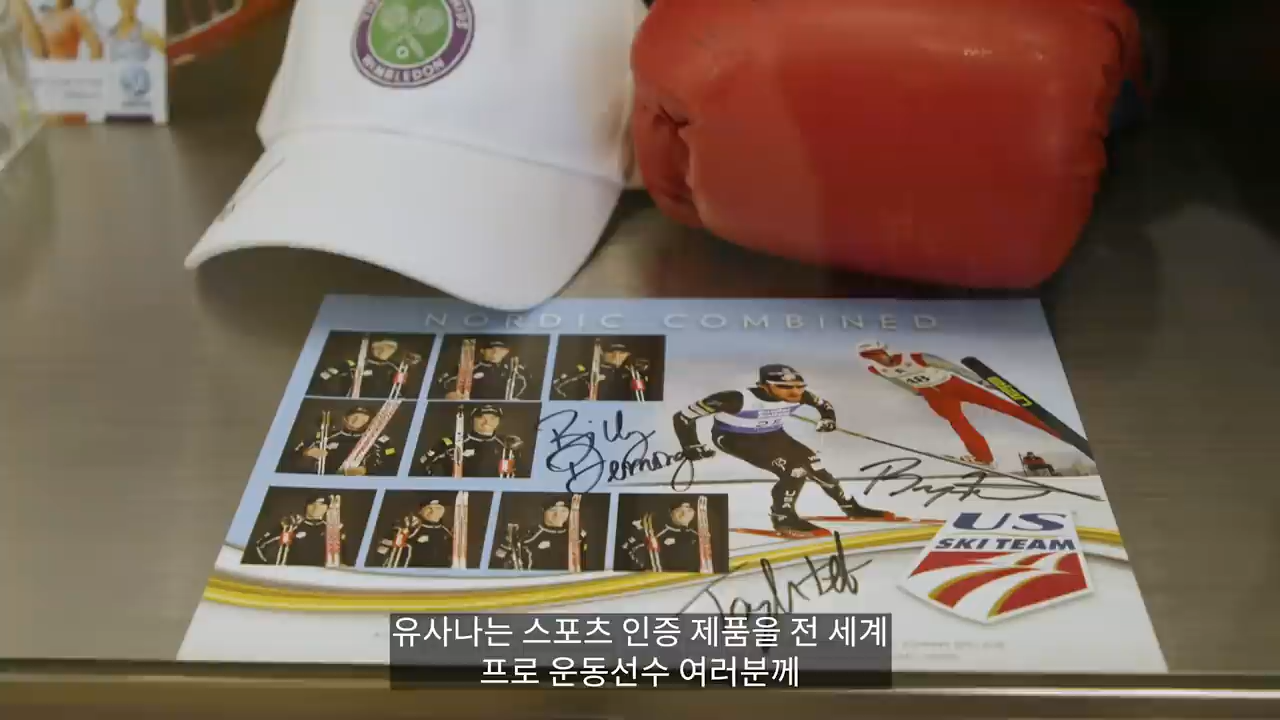 WIMBLEDON
NORDIC COMBINED
Billy Demong
US
SKI TEAM
유사나는 스포츠 인증 제품을 전 세계
프로 운동선수 여러분께